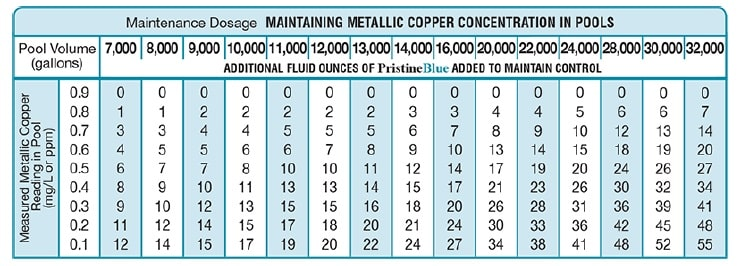 Maintenance Dosage MAINTAINING METALLIC COPPER CONCENTRATION IN POOLS
Pool Volume (gallons) 7,000 8,000 9,000 10,000 11,000 12,000 13,000 14,000 16,000 20,000 22,000 24,000 28,000 30,000 32,000
ADDITIONAL FLUID OUNCES OF PristineBlue ADDED TO MAINTAIN CONTROL
Measured Metallic Copper
Reading in Pool
(mg/L or ppm)
0.9 0 0 0 0 0 0 0 0 0 0 0 0 0 0 0
0.8 1 1 2 2 2 2 2 3 3 4 4 5 6 6 7
0.7 3 3 4 4 5 5 5 6 7 8 9 10 12 13 14
0.6 4 5 5 6 6 7 8 9 10 13 14 15 18 19 20
0.5 6 7 7 8 10 10 11 12 14 17 19 20 24 26 27
0.4 8 9 10 11 13 13 14 15 17 21 23 26 30 32 34
0.3 9 10 12 13 15 15 16 18 20 26 28 31 36 39 41
0.2 11 12 14 15 17 18 20 21 24 30 33 36 42 45 48
0.1 12 14 15 17 19 20 22 24 27 34 38 41 48 52 55